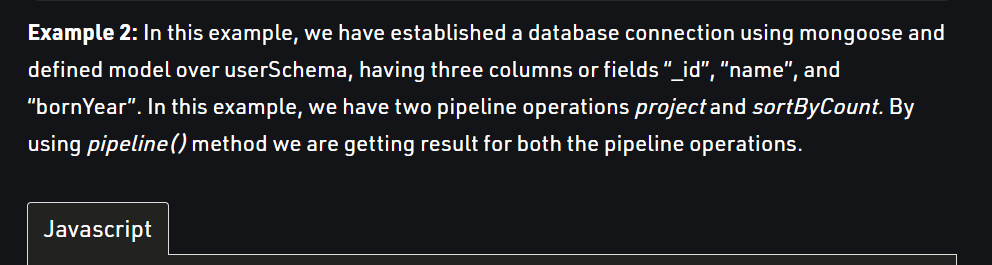 Example 2: In this example, we have established a database connection using mongoose and
defined model over userSchema, having three columns or fields “_id”, “name”, and
“bornYear”. In this example, we have two pipeline operations project and sortByCount. By
using pipeline() method we are getting result for both the pipeline operations.
Javascript